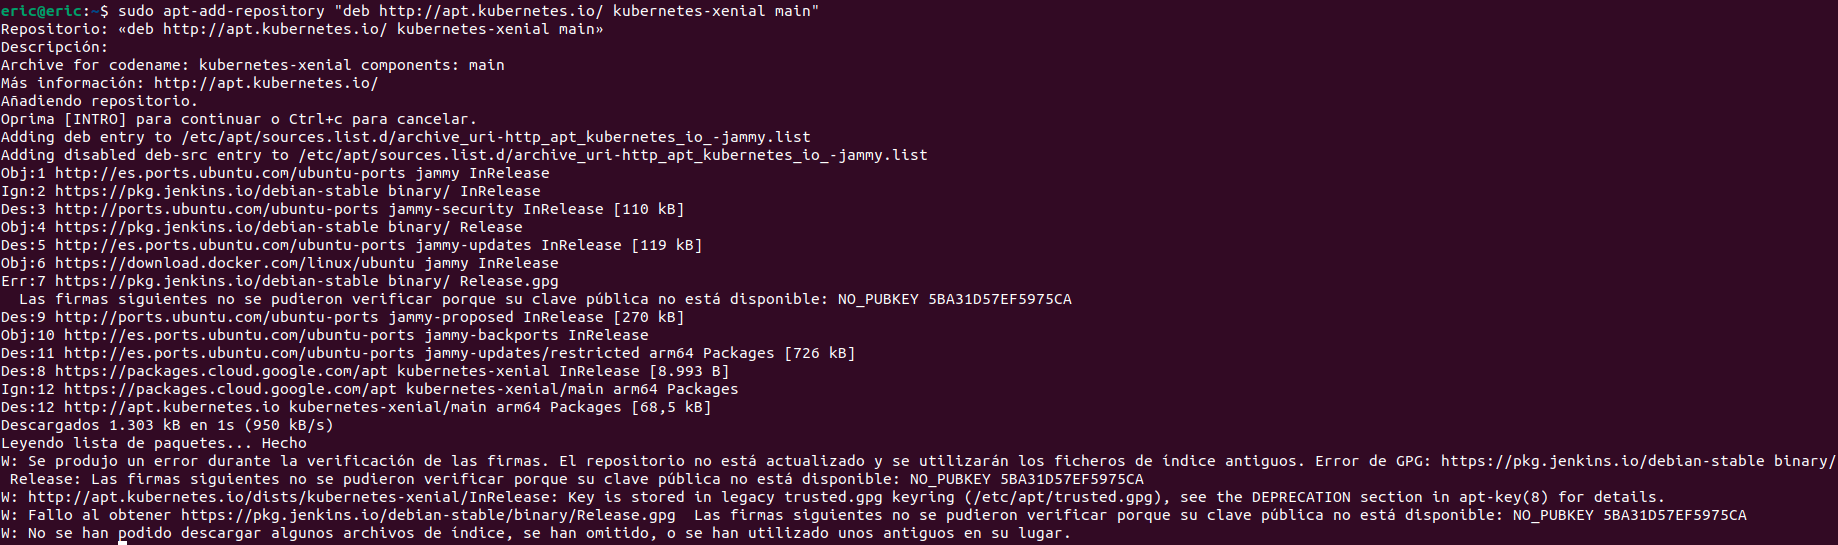 eric@eric:~$ sudo apt-add-repository "deb http://apt.kubernetes.io/ kubernetes-xenial main"
Repositorio: «deb http://apt.kubernetes.io/ kubernetes-xenial main»
Descripción:
Archive for codename: kubernetes-xenial components: main
Más información: http://apt.kubernetes.io/
Añadiendo repositorio.
Oprima [INTRO] para continuar o Ctrl+c para cancelar.
Adding deb entry to /etc/apt/sources.list.d/archive_uri-http_apt_kubernetes_io_-jammy.list
Adding disabled deb-src entry to /etc/apt/sources.list.d/archive_uri-http_apt_kubernetes_io_-jammy.list
Obj:1 http://es.ports.ubuntu.com/ubuntu-ports jammy InRelease
Ign:2 https://pkg.jenkins.io/debian-stable binary/ InRelease
Des:3 http://ports.ubuntu.com/ubuntu-ports jammy-security InRelease [110 kB]
Obj:4 https://pkg.jenkins.io/debian-stable binary/ Release
Des:5 http://es.ports.ubuntu.com/ubuntu-ports jammy-updates InRelease [119 kB]
Obj:6 https://download.docker.com/linux/ubuntu jammy InRelease
Err:7 https://pkg.jenkins.io/debian-stable binary/ Release.gpg
  Las firmas siguientes no se pudieron verificar porque su clave pública no está disponible: NO_PUBKEY 5BA31D57EF5975CA
Des:9 http://ports.ubuntu.com/ubuntu-ports jammy-proposed InRelease [270 kB]
Obj:10 http://es.ports.ubuntu.com/ubuntu-ports jammy-backports InRelease
Des:11 http://es.ports.ubuntu.com/ubuntu-ports jammy-updates/restricted arm64 Packages [726 kB]
Des:8 https://packages.cloud.google.com/apt kubernetes-xenial InRelease [8.993 B]
Ign:12 https://packages.cloud.google.com/apt kubernetes-xenial/main arm64 Packages
Des:12 http://apt.kubernetes.io kubernetes-xenial/main arm64 Packages [68,5 kB]
Descargados 1.303 kB en 1s (950 kB/s)
Leyendo lista de paquetes... Hecho
W: Se produjo un error durante la verificación de las firmas. El repositorio no está actualizado y se utilizarán los ficheros de índice antiguos. Error de GPG: https://pkg.jenkins.io/debian-stable binary/
 Release: Las firmas siguientes no se pudieron verificar porque su clave pública no está disponible: NO_PUBKEY 5BA31D57EF5975CA
W: http://apt.kubernetes.io/dists/kubernetes-xenial/InRelease: Key is stored in legacy trusted.gpg keyring (/etc/apt/trusted.gpg), see the DEPRECATION section in apt-key(8) for details.
W: Fallo al obtener https://pkg.jenkins.io/debian-stable/binary/Release.gpg  Las firmas siguientes no se pudieron verificar porque su clave pública no está disponible: NO_PUBKEY 5BA31D57EF5975CA
W: No se han podido descargar algunos archivos de índice, se han omitido, o se han utilizado unos antiguos en su lugar.